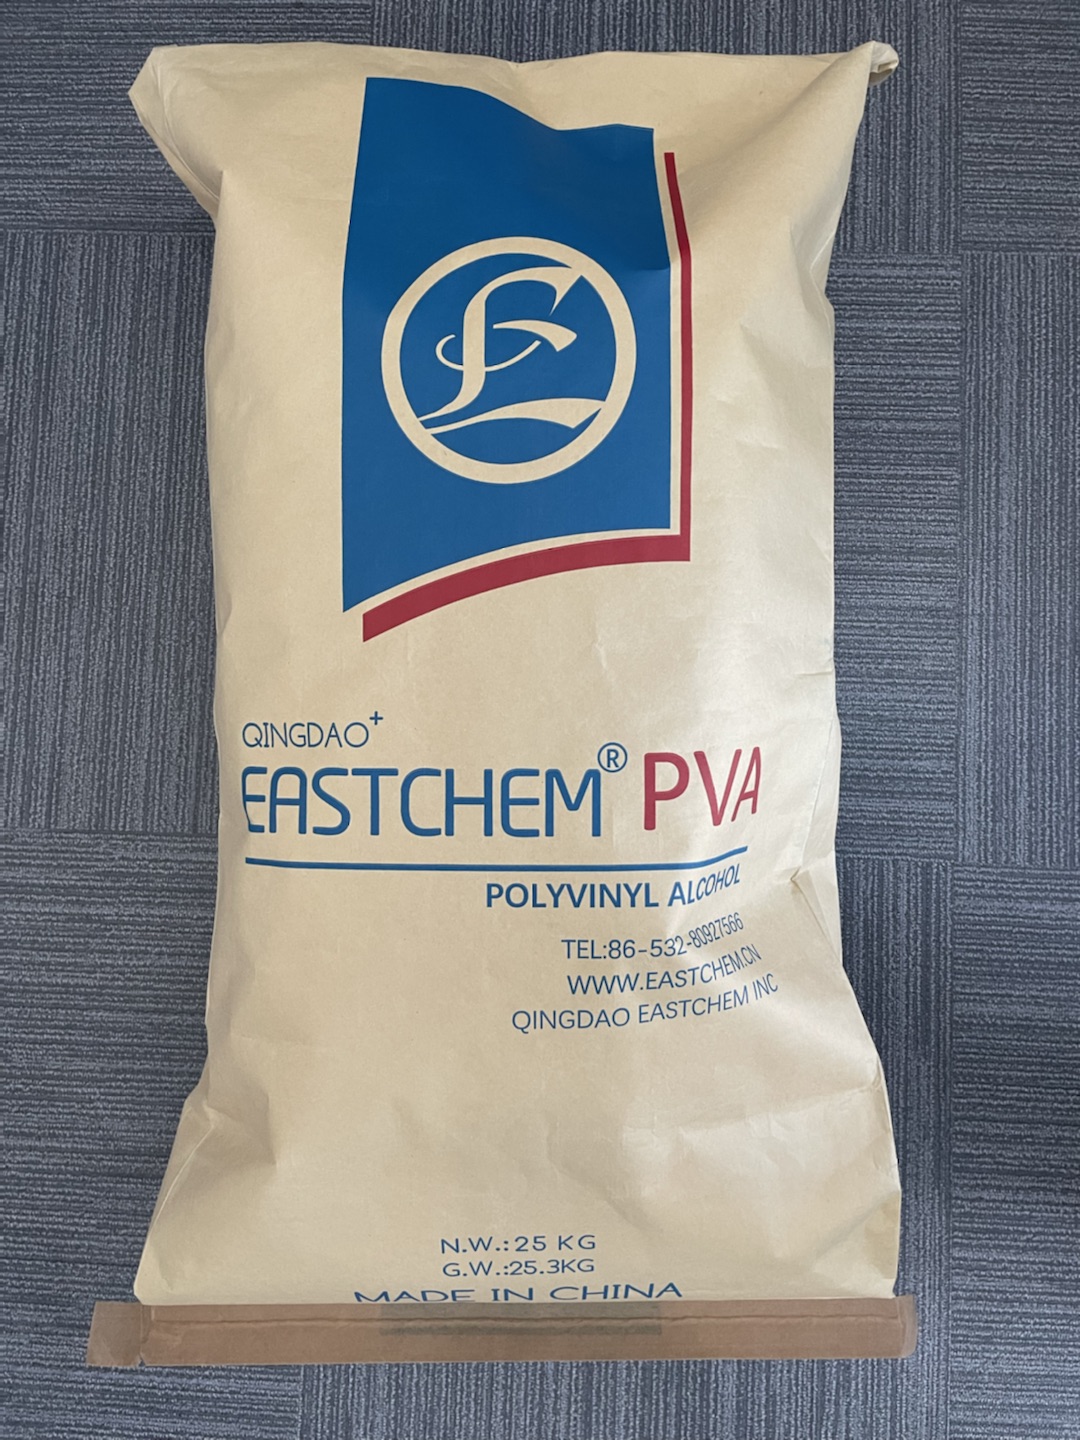 QINGDAO+
EASTCHEM® PVA
POLYVINYL ALCOHOL
TEL:86-532-80927566
WWW.EASTCHEM.CN
QINGDAO EASTCHEM INC
N.W.:25 KG
G.W.:25.3KG
MADE IN CHINA